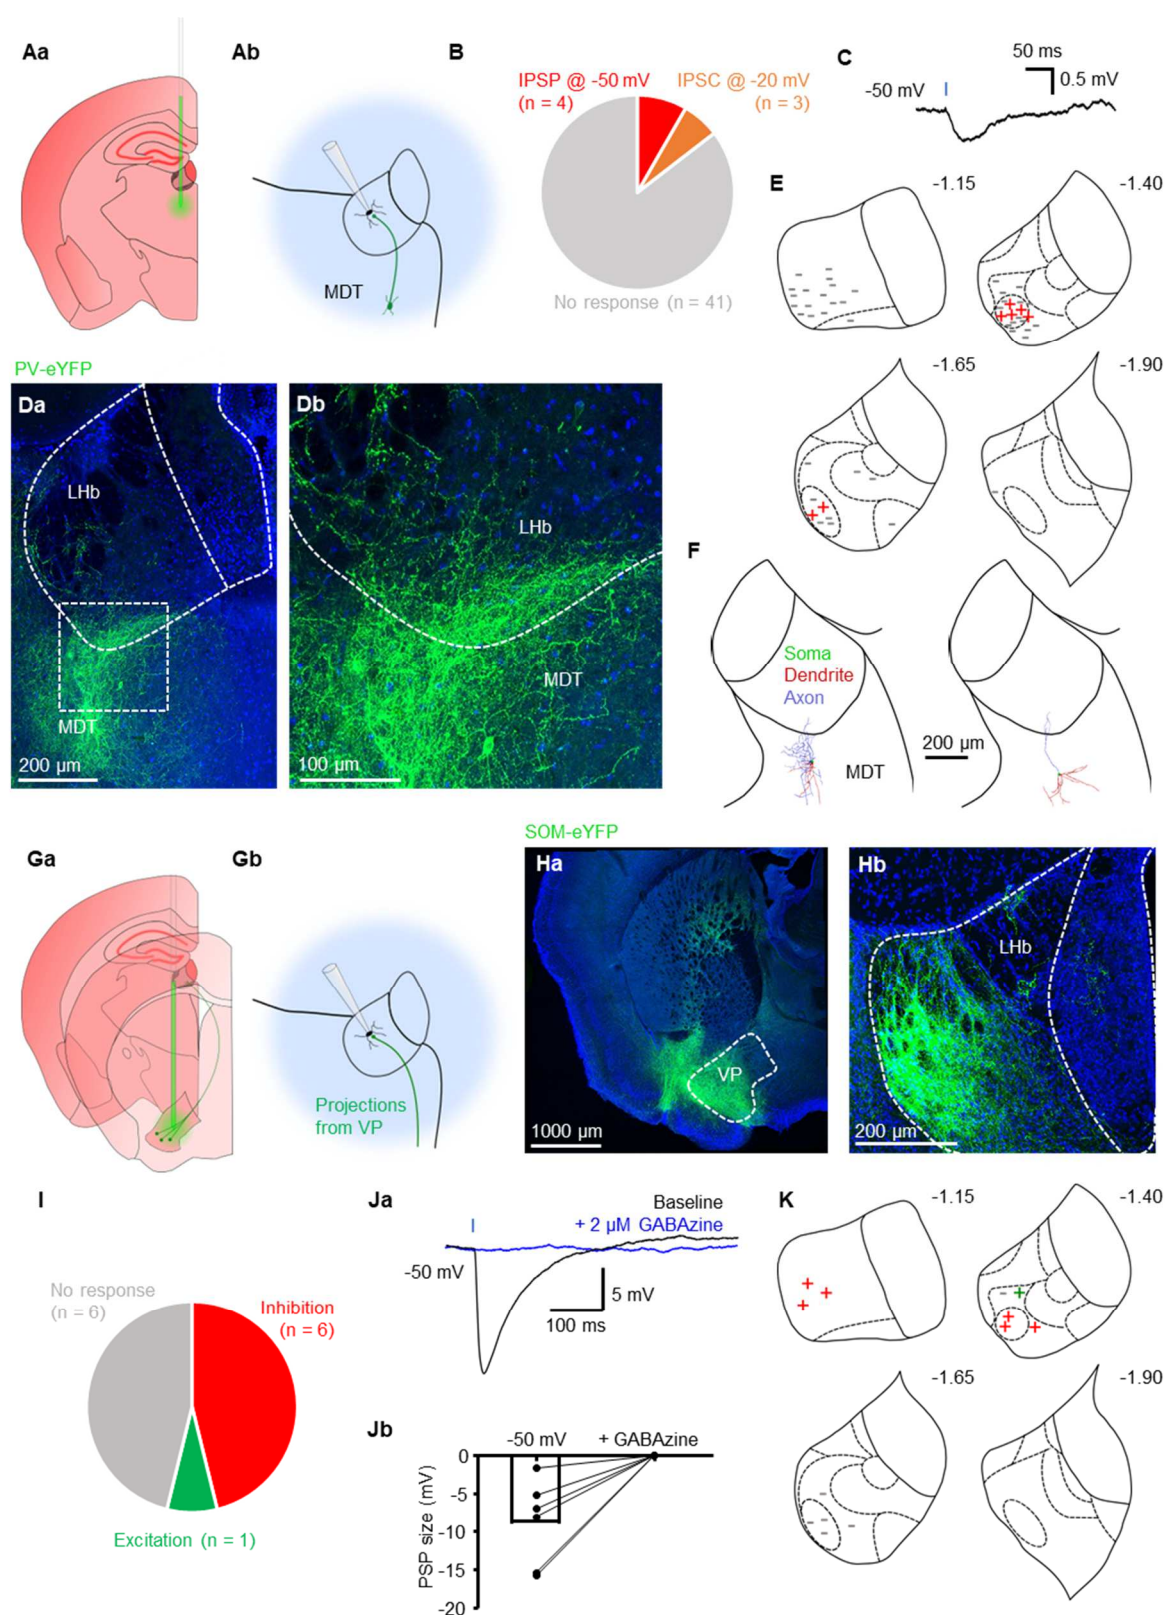 Aa
Ab
MDT
B
IPSP @ -50 mV
(n = 4)
IPSC @ -20 mV
(n = 3)
No response (n = 41)
C
50 ms
0.5 mV
-50 mV
PV-eYFP
Da
LHb
MDT
200 µm
Db
LHb
MDT
100 µm
E
-1.15
-1.40
-1.65
-1.90
F
Soma
Dendrite
Axon
MDT
200 µm
Ga
Gb
Projections
from VP
SOM-eYFP
Ha
VP
1000 µm
Hb
LHb
200 µm
I
No response
(n = 6)
Inhibition
(n = 6)
Excitation (n = 1)
Ja
Baseline
+ 2 µM GABAzine
-50 mV
5 mV
100 ms
Jb
-50 mV
+ GABAzine
PSP size (mV)
0
-5
-10
-15
-20
K
-1.15
-1.40
-1.65
-1.90